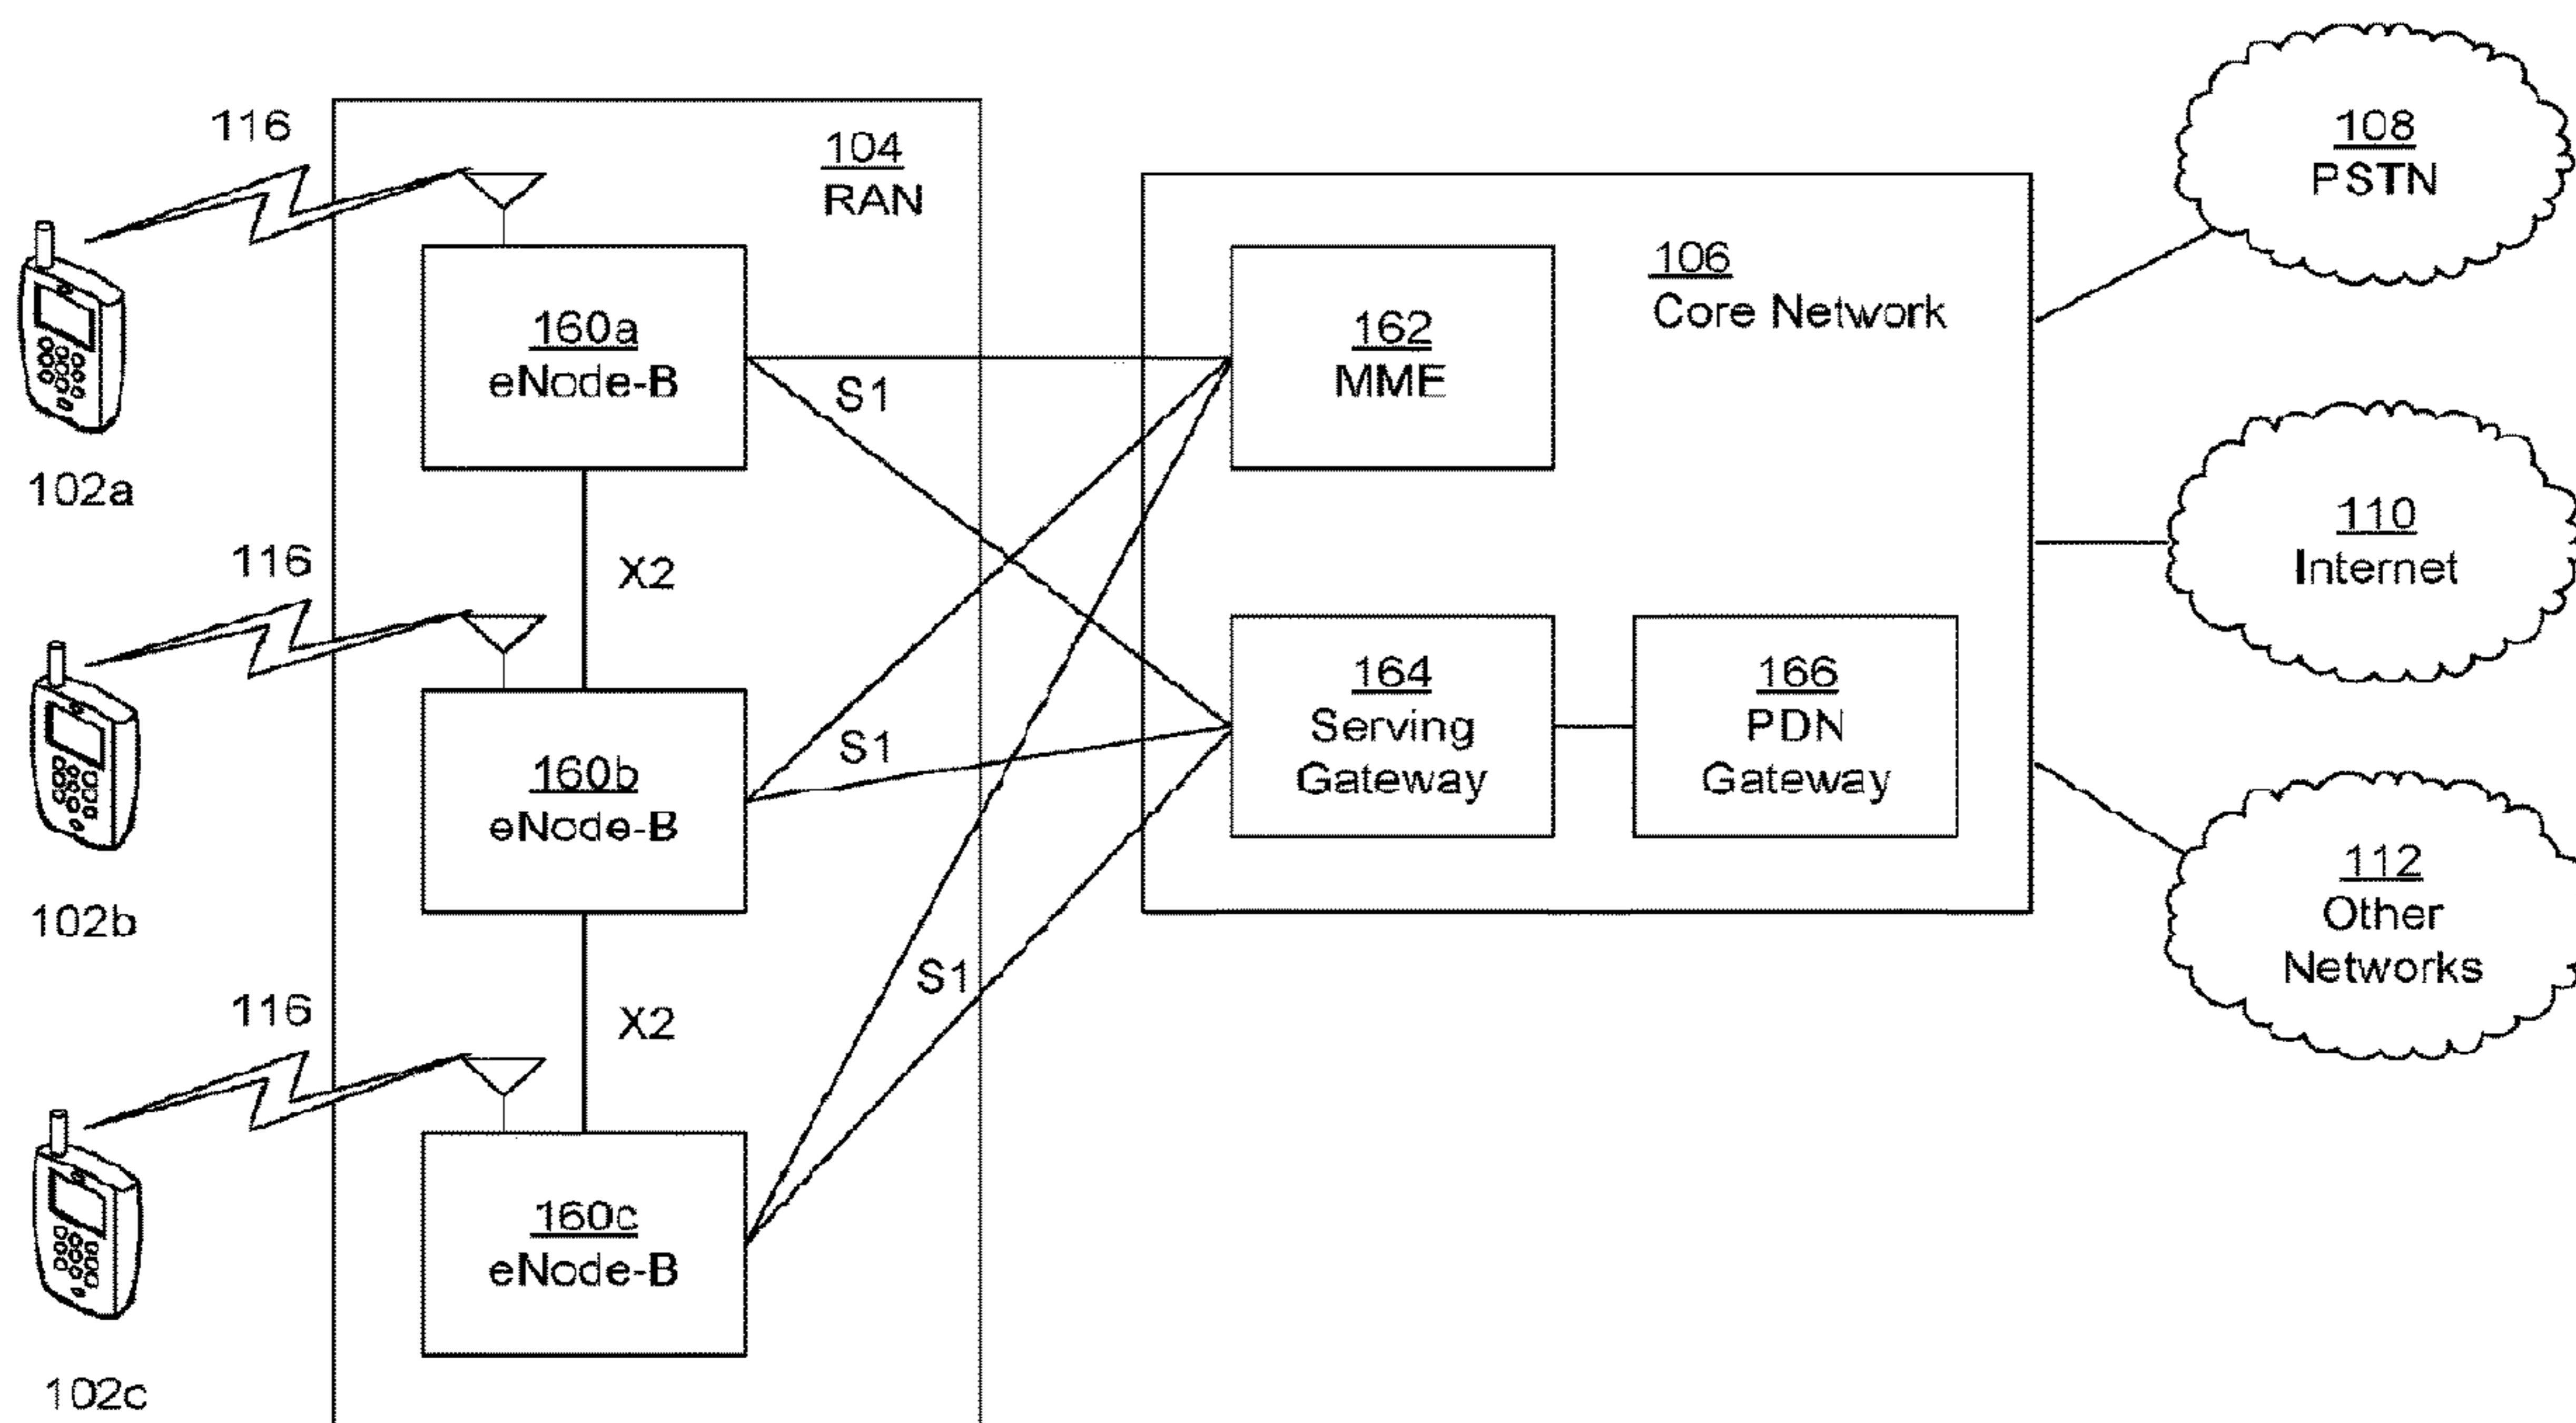 116
104
RAN
160a
eNode-B
102a
S1
X2
116
160b
eNode-B
102b
S1
X2
116
160c
eNode-B
102c
S1
106
Core Network
162
MME
164
Serving
Gateway
166
PDN
Gateway
108
PSTN
110
Internet
112
Other
Networks